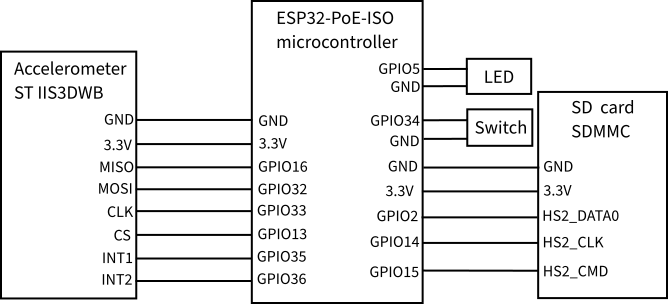 ESP32-PoE-ISO
microcontroller
Accelerometer
ST IIS3DWB
GND
3.3V
MISO
MOSI
CLK
CS
INT1
INT2
GND
3.3V
GPIO16
GPIO32
GPIO33
GPIO13
GPIO35
GPIO36
GPIO5
GND
GPIO34
GND
GND
3.3V
GPIO2
GPIO14
GPIO15
LED
Switch
SD card
SDMMC
GND
3.3V
HS2_DATA0
HS2_CLK
HS2_CMD